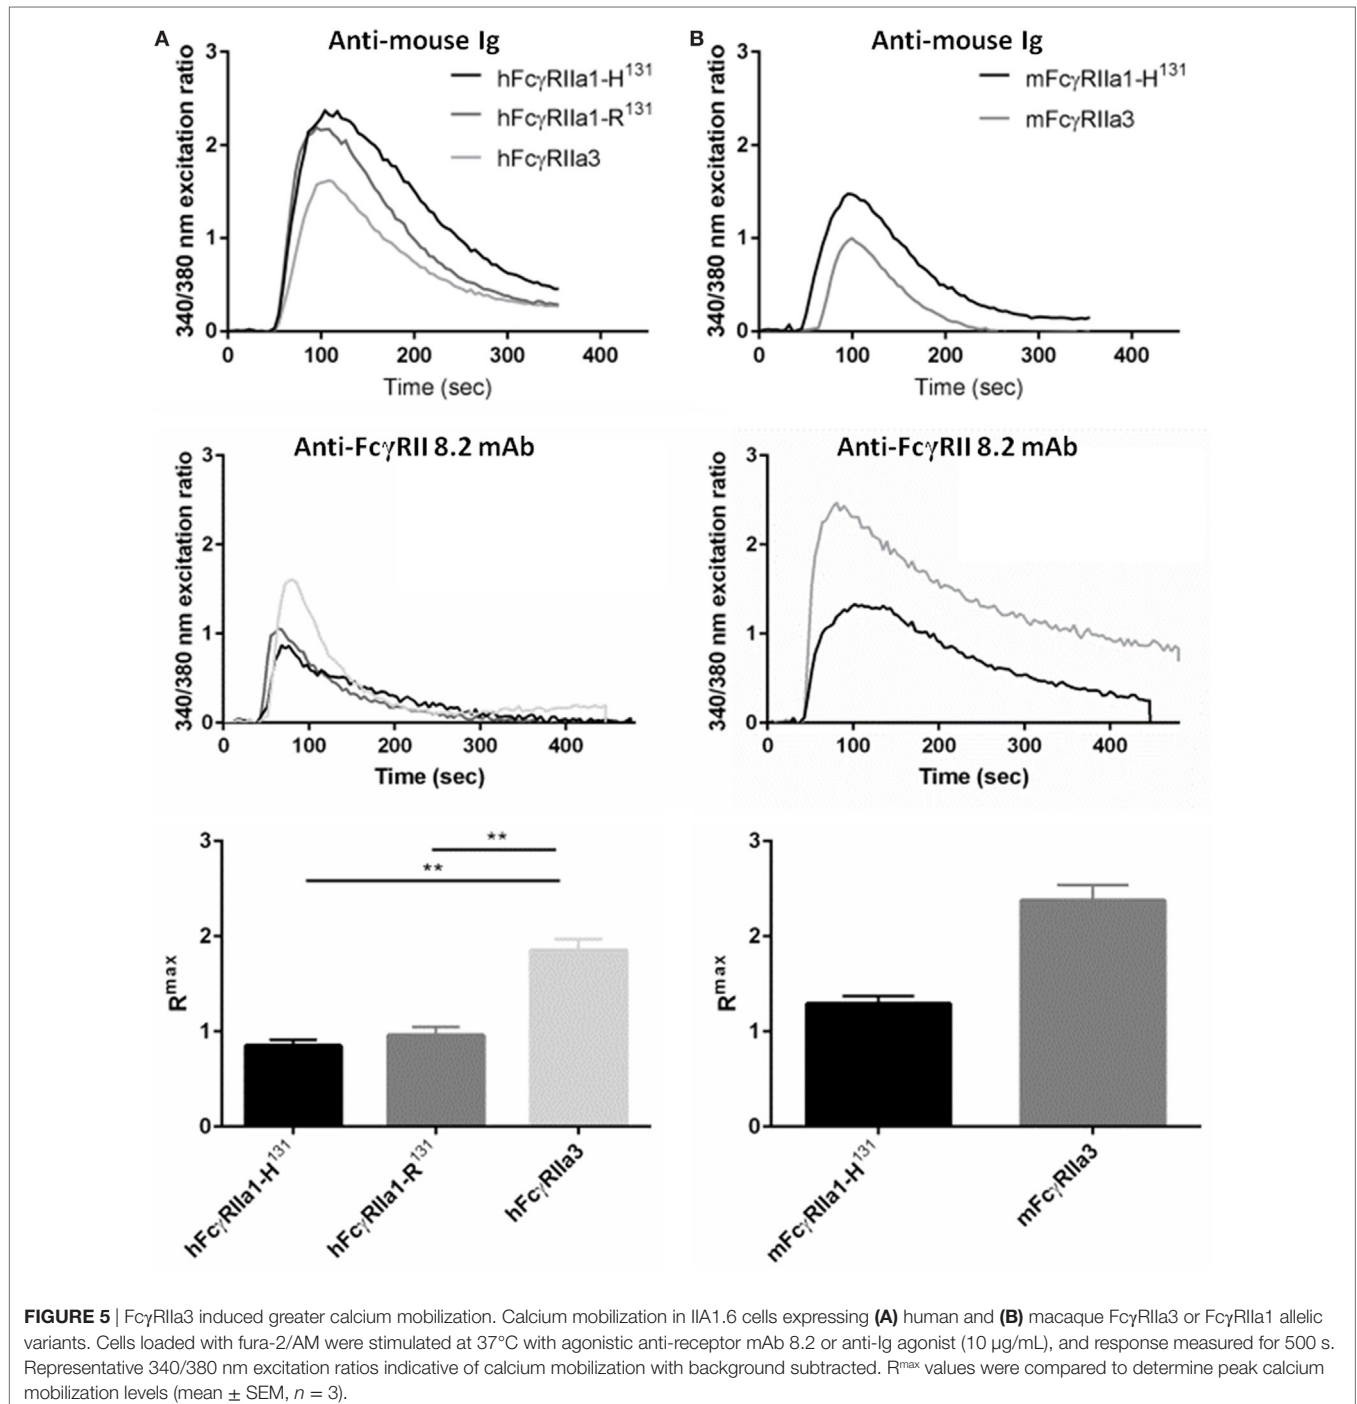 A
Anti-mouse Ig
hFcγRIIa1-H131
hFcγRIIa1-R131
hFcγRIIa3
340/380 nm excitation ratio
3
2
1
0
0 100 200 300 400
Time (sec)
B
Anti-mouse Ig
mFcγRIIa1-H131
mFcγRIIa3
340/380 nm excitation ratio
3
2
1
0
0 100 200 300 400
Time (sec)
Anti-FcγRII 8.2 mAb
340/380 nm excitation ratio
3
2
1
0
0 100 200 300 400
Time (sec)
Anti-FcγRII 8.2 mAb
340/380 nm excitation ratio
3
2
1
0
0 100 200 300 400
Time (sec)
**
**
Rmax
3
2
1
0
hFcγRIIa1-H131
hFcγRIIa1-R131
hFcγRIIa3
Rmax
3
2
1
0
mFcγRIIa1-H131
mFcγRIIa3
FIGURE 5 | FcγRIIa3 induced greater calcium mobilization. Calcium mobilization in IIA1.6 cells expressing (A) human and (B) macaque FcγRIIa3 or FcγRIIa1 allelic
variants. Cells loaded with fura-2/AM were stimulated at 37°C with agonistic anti-receptor mAb 8.2 or anti-Ig agonist (10 μg/mL), and response measured for 500 s.
Representative 340/380 nm excitation ratios indicative of calcium mobilization with background subtracted. Rmax values were compared to determine peak calcium
mobilization levels (mean ± SEM, n = 3).